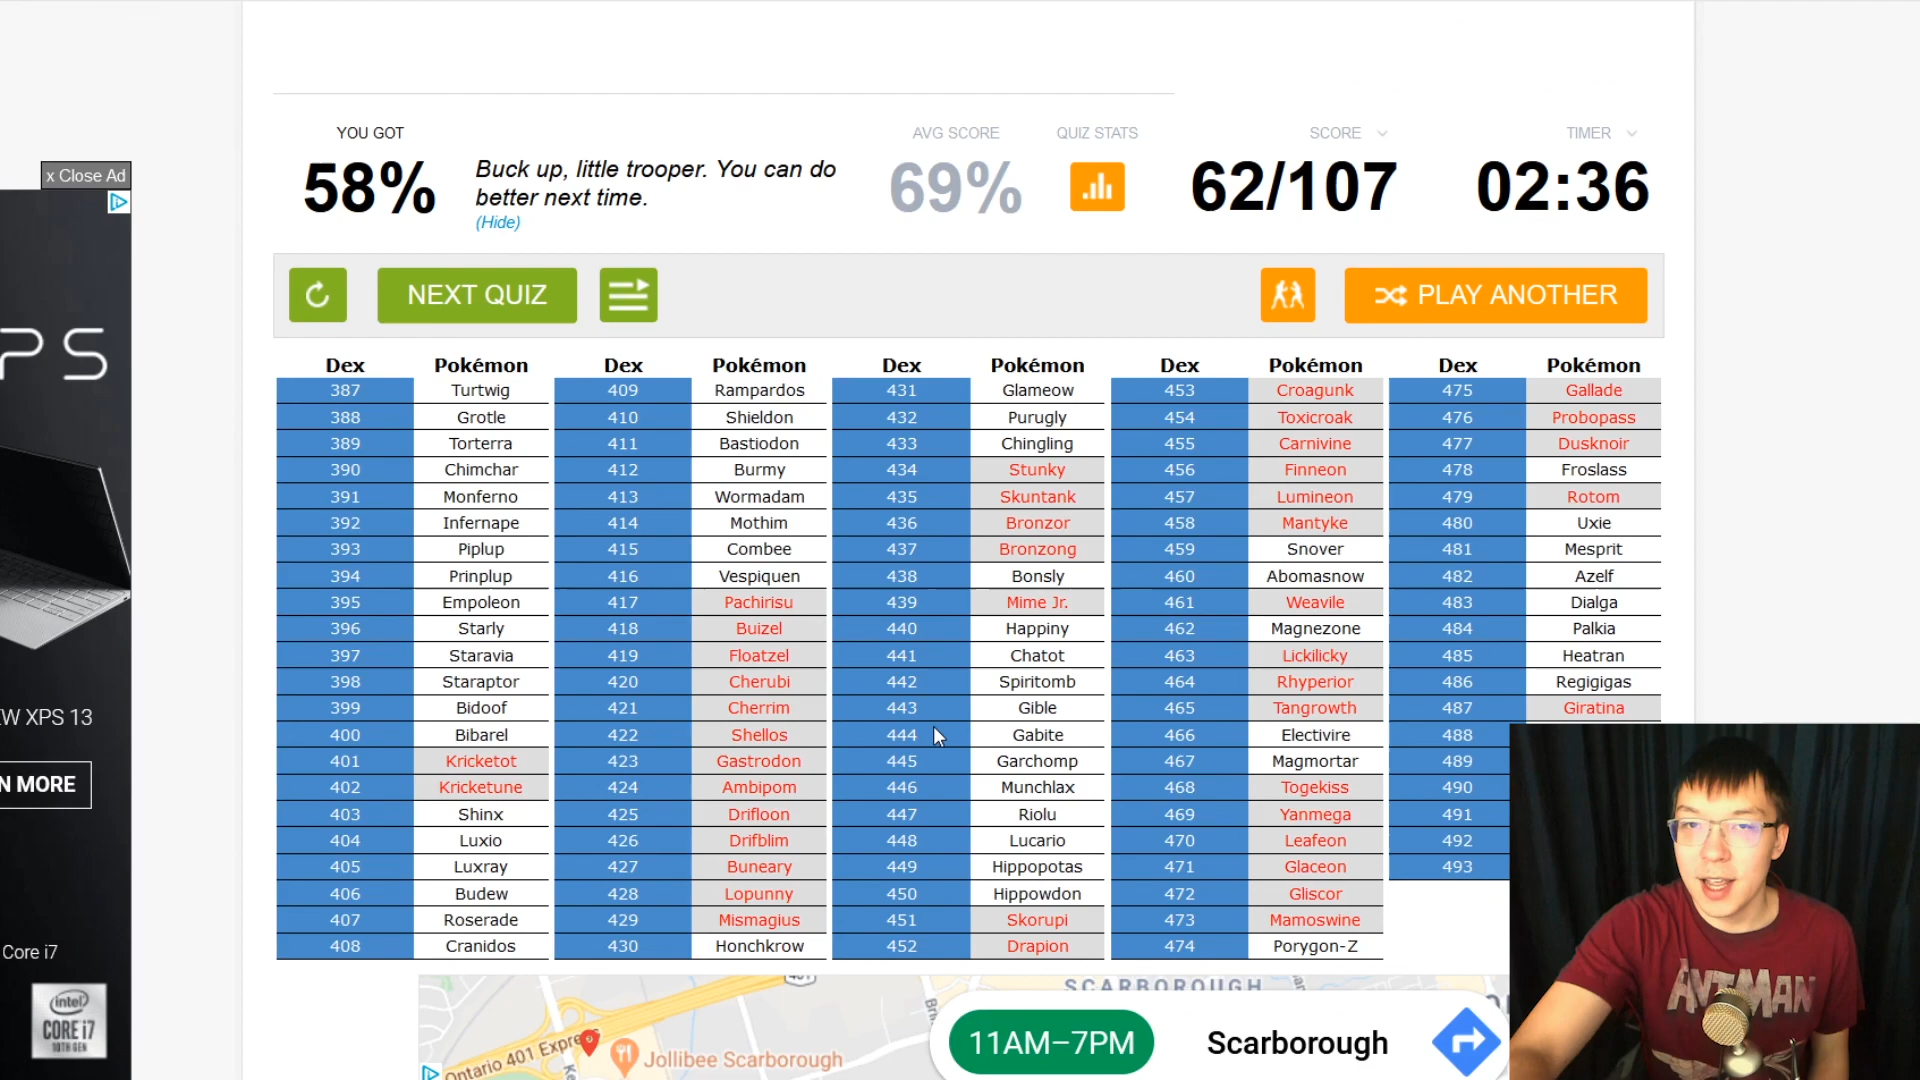 YOU GOT
58%
Buck up, little trooper. You can do
better next time.
(Hide)
AVG SCORE
69%
QUIZ STATS
SCORE
62/107
TIMER
02:36
x Close Ad
PS
W XPS 13
N MORE
Core i7
intel
CORE i7
10TH GEN
NEXT QUIZ
PLAY ANOTHER
Dex Pokémon Dex Pokémon Dex Pokémon Dex Pokémon Dex Pokémon
387 Turtwig 409 Rampardos 431 Glameow 453 Croagunk 475 Gallade
388 Grotle 410 Shieldon 432 Purugly 454 Toxicroak 476 Probopass
389 Torterra 411 Bastiodon 433 Chingling 455 Carnivine 477 Dusknoir
390 Chimchar 412 Burmy 434 Stunky 456 Finneon 478 Froslass
391 Monferno 413 Wormadam 435 Skuntank 457 Lumineon 479 Rotom
392 Infernape 414 Mothim 436 Bronzor 458 Mantyke 480 Uxie
393 Piplup 415 Combee 437 Bronzong 459 Snover 481 Mesprit
394 Prinplup 416 Vespiquen 438 Bonsly 460 Abomasnow 482 Azelf
395 Empoleon 417 Pachirisu 439 Mime Jr. 461 Weavile 483 Dialga
396 Starly 418 Buizel 440 Happiny 462 Magnezone 484 Palkia
397 Staravia 419 Floatzel 441 Chatot 463 Lickilicky 485 Heatran
398 Staraptor 420 Cherubi 442 Spiritomb 464 Rhyperior 486 Regigigas
399 Bidoof 421 Cherrim 443 Gible 465 Tangrowth 487 Giratina
400 Bibarel 422 Shellos 444 Gabite 466 Electivire 488
401 Kricketot 423 Gastrodon 445 Garchomp 467 Magmortar 489
402 Kricketune 424 Ambipom 446 Munchlax 468 Togekiss 490
403 Shinx 425 Drifloon 447 Riolu 469 Yanmega 491
404 Luxio 426 Drifblim 448 Lucario 470 Leafeon 492
405 Luxray 427 Buneary 449 Hippopotas 471 Glaceon 493
406 Budew 428 Lopunny 450 Hippowdon 472 Gliscor
407 Roserade 429 Mismagius 451 Skorupi 473 Mamoswine
408 Cranidos 430 Honchkrow 452 Drapion 474 Porygon-Z
SCARBOROUGH
Ontario 401 Expre
Jollibee Scarborough
11AM–7PM
Scarborough
ANTMAN